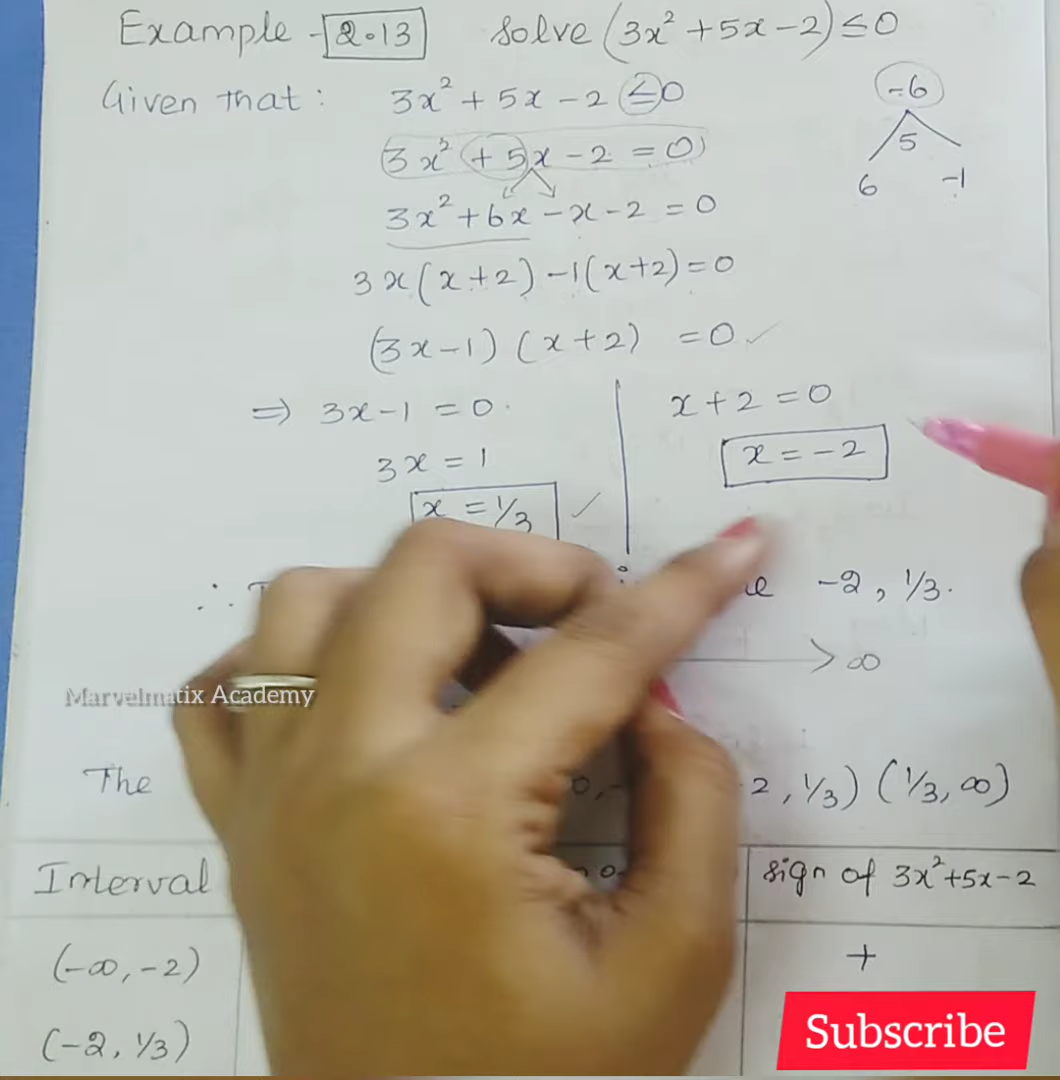 Example - 2.13 Solve (3x² + 5x - 2) ≤ 0
Given that : 3x² + 5x - 2 ≤ 0
-6
3x² + 5x - 2 = 0
5
6 -1
3x² + 6x - x - 2 = 0
3x(x+2) - 1(x+2) = 0
(3x-1) (x+2) = 0 ✓
⇒ 3x-1 = 0. x + 2 = 0
3x = 1 x = -2
x = 1/3 ✓
∴ -2, 1/3.
∞
Marvelmatix Academy
The 2, 1/3) (1/3, ∞)
Interval sign of 3x²+5x-2
(-∞, -2) +
(-2, 1/3)
Subscribe